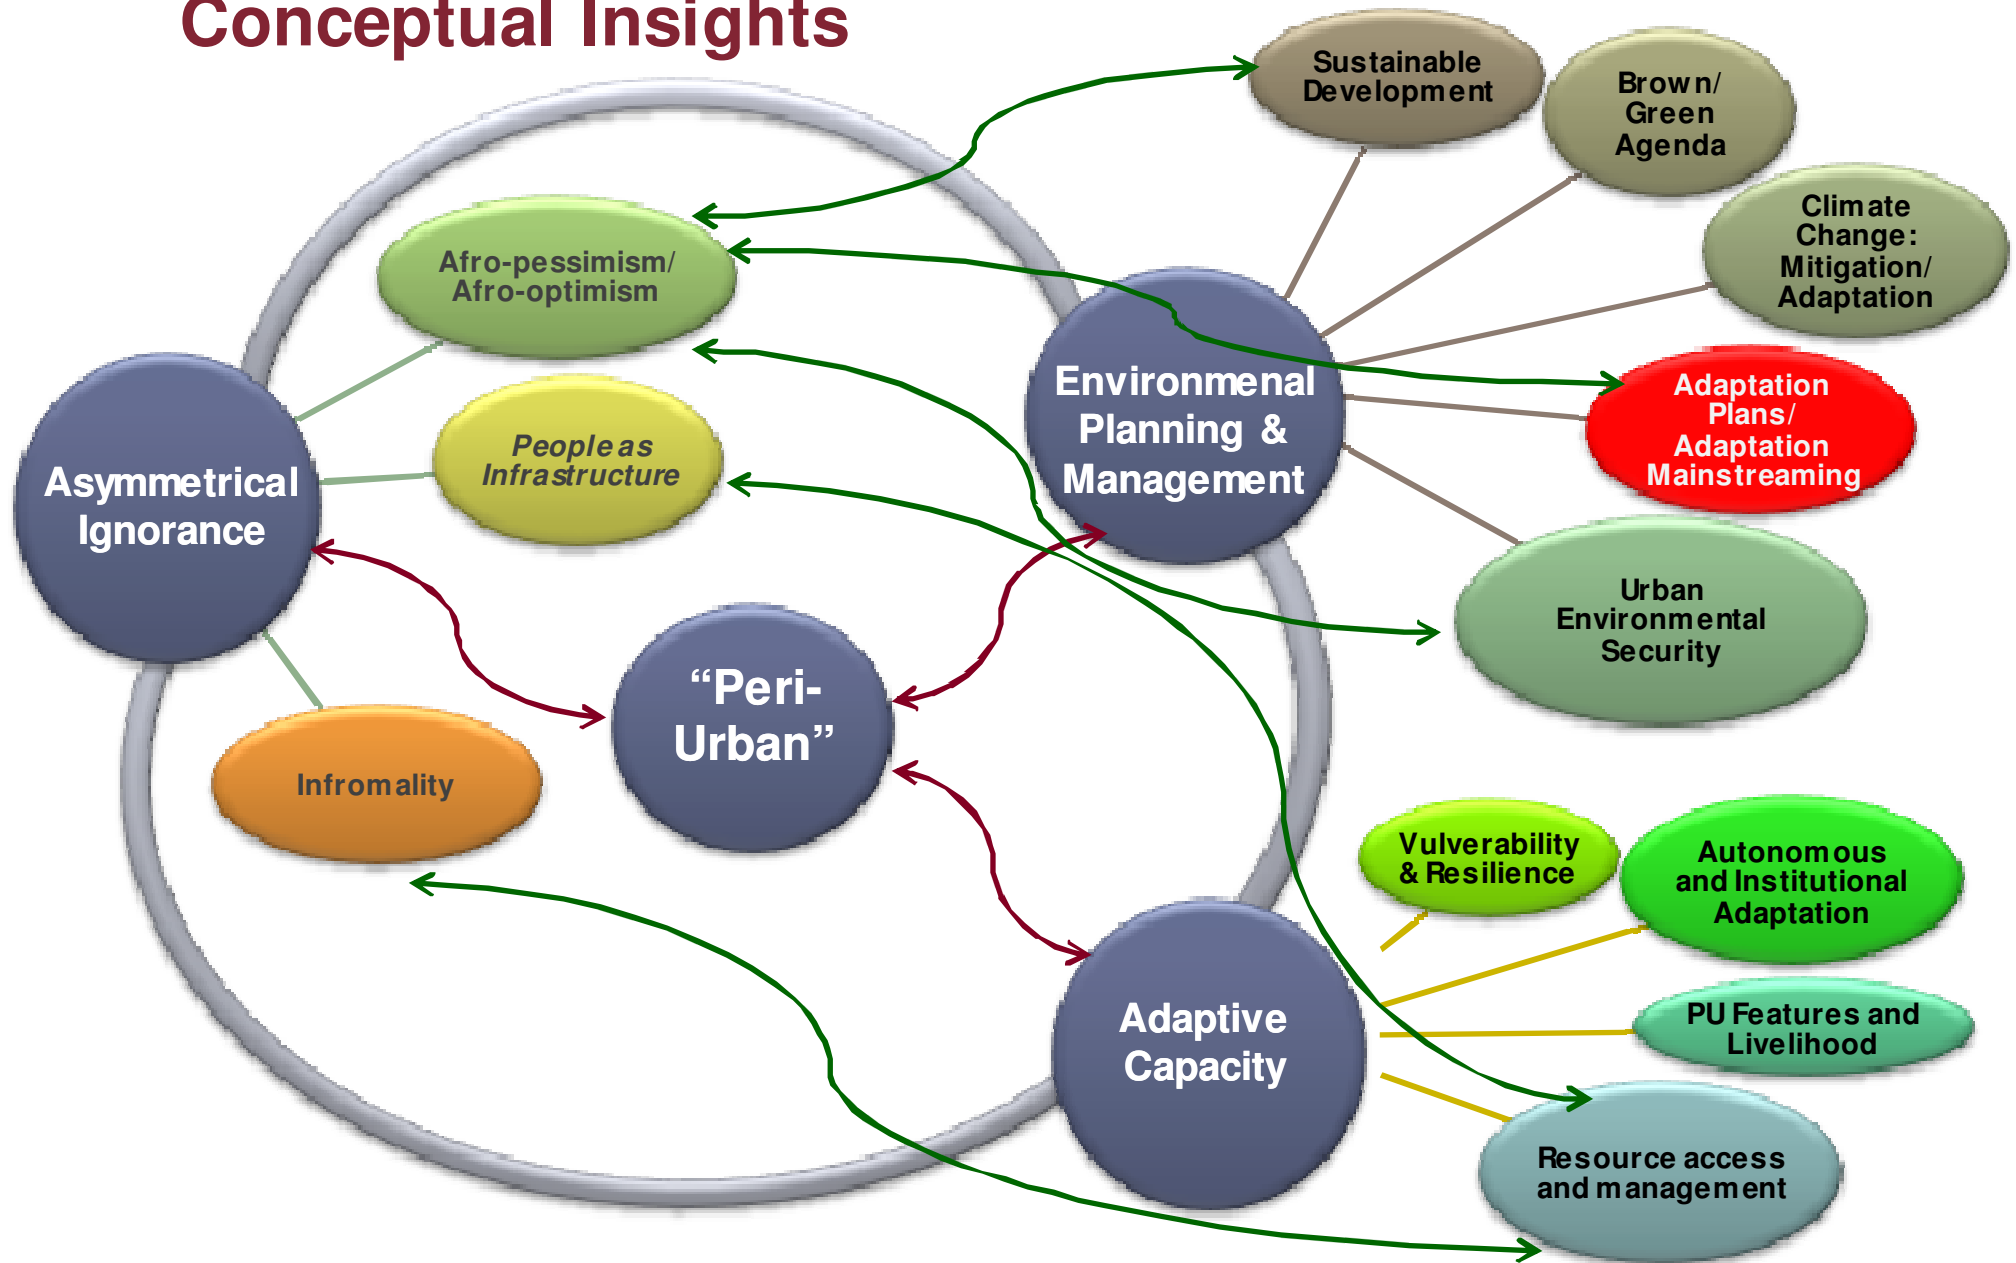 Conceptual Insights
Sustainable
Development
Brown/
Green
Agenda
Climate
Change:
Mitigation/
Adaptation
Afro-pessimism/
Afro-optimism
Environmenal
Planning &
Management
Adaptation
Plans/
Adaptation
Mainstreaming
People as
Infrastructure
Asymmetrical
Ignorance
Urban
Environmental
Security
“Peri-
Urban”
Infromality
Vulverability
& Resilience
Autonomous
and Institutional
Adaptation
Adaptive
Capacity
PU Features and
Livelihood
Resource access
and management